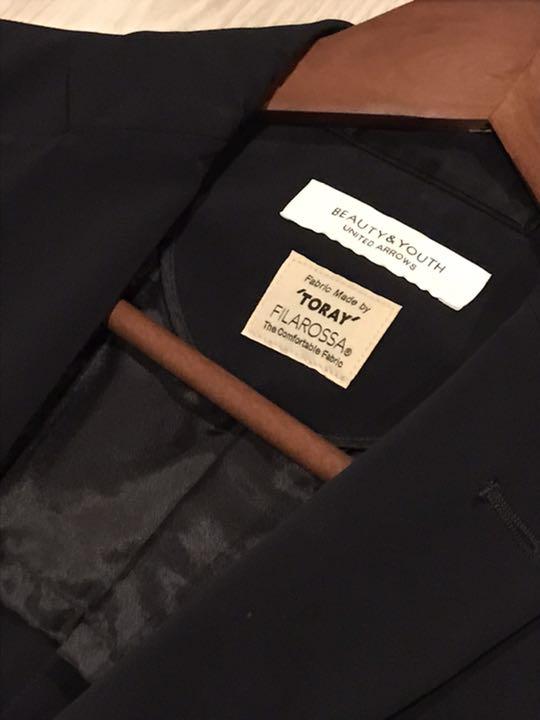 BEAUTY&YOUTH
UNITED ARROWS
Fabric Made by
'TORAY'
FILAROSSA®
The Comfortable Fabric